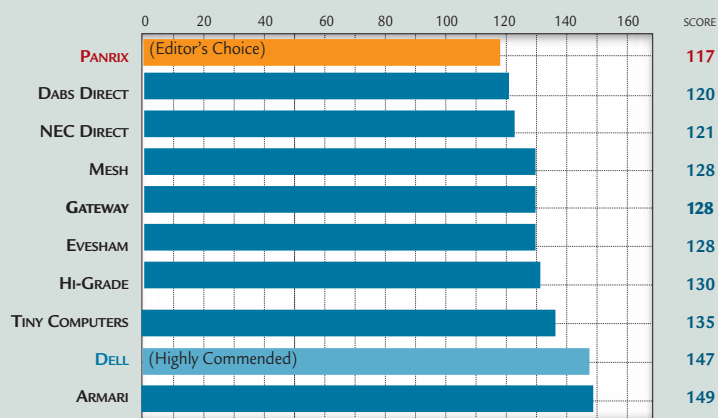 0 20 40 60 80 100 120 140 160 SCORE
PANRIX (Editor's Choice) 117
DABS DIRECT 120
NEC DIRECT 121
MESH 128
GATEWAY 128
EVESHAM 128
HI-GRADE 130
TINY COMPUTERS 135
DELL (Highly Commended) 147
ARMARI 149